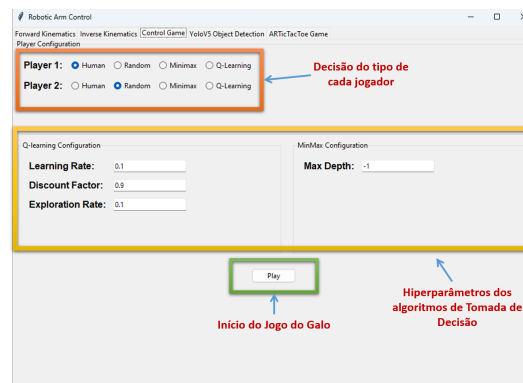 Robotic Arm Control
Forward Kinematics Inverse Kinematics Control Game YoloV5 Object Detection ARTicTacToe Game
Player Configuration
Player 1: Human Random Minimax Q-Learning
Player 2: Human Random Minimax Q-Learning
Decisão do tipo de
cada jogador
Q-learning Configuration
Learning Rate: 0.1
Discount Factor: 0.9
Exploration Rate: 0.1
MinMax Configuration
Max Depth: -1
Play
Início do Jogo do Galo
Hiperparâmetros dos
algoritmos de Tomada de
Decisão